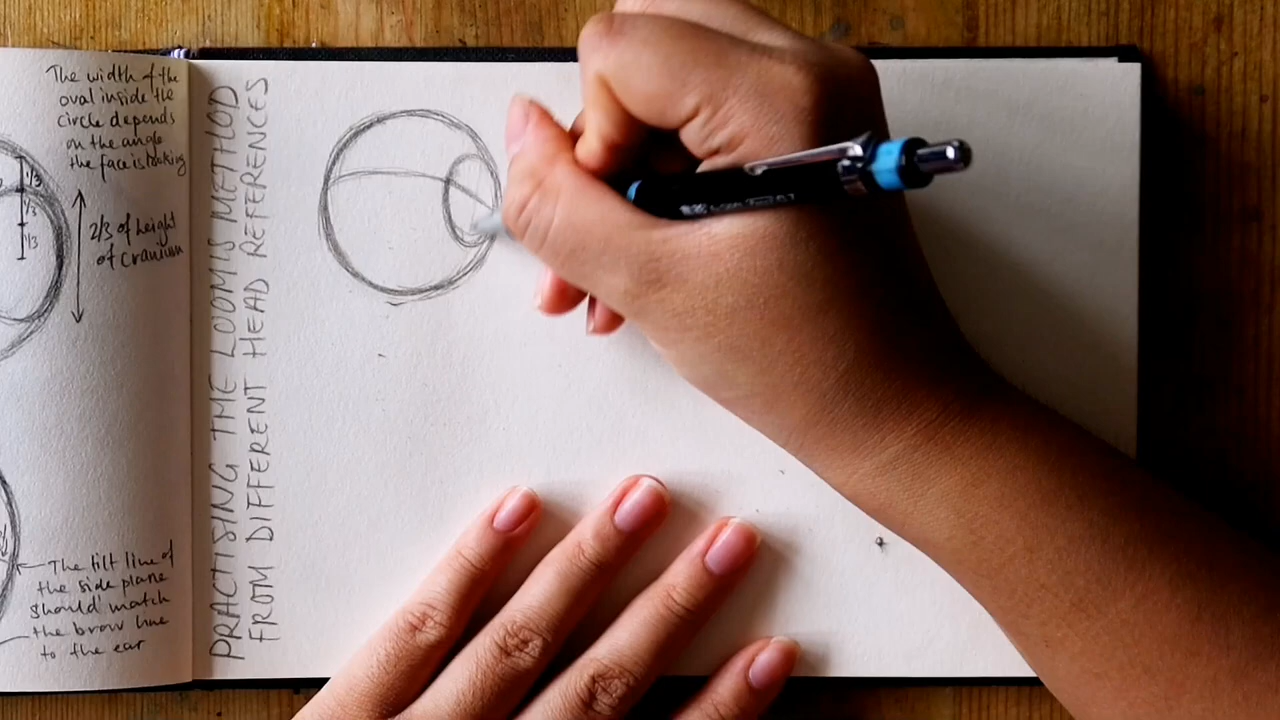 The width of the
oval inside the
circle depends
on the angle
the face is looking
1/3
1/3
1/3
2/3 of height
of cranium
The tilt line of
the side plane
should match
the brow line
to the ear
PRACTISING THE LOOMIS METHOD
FROM DIFFERENT HEAD REFERENCES